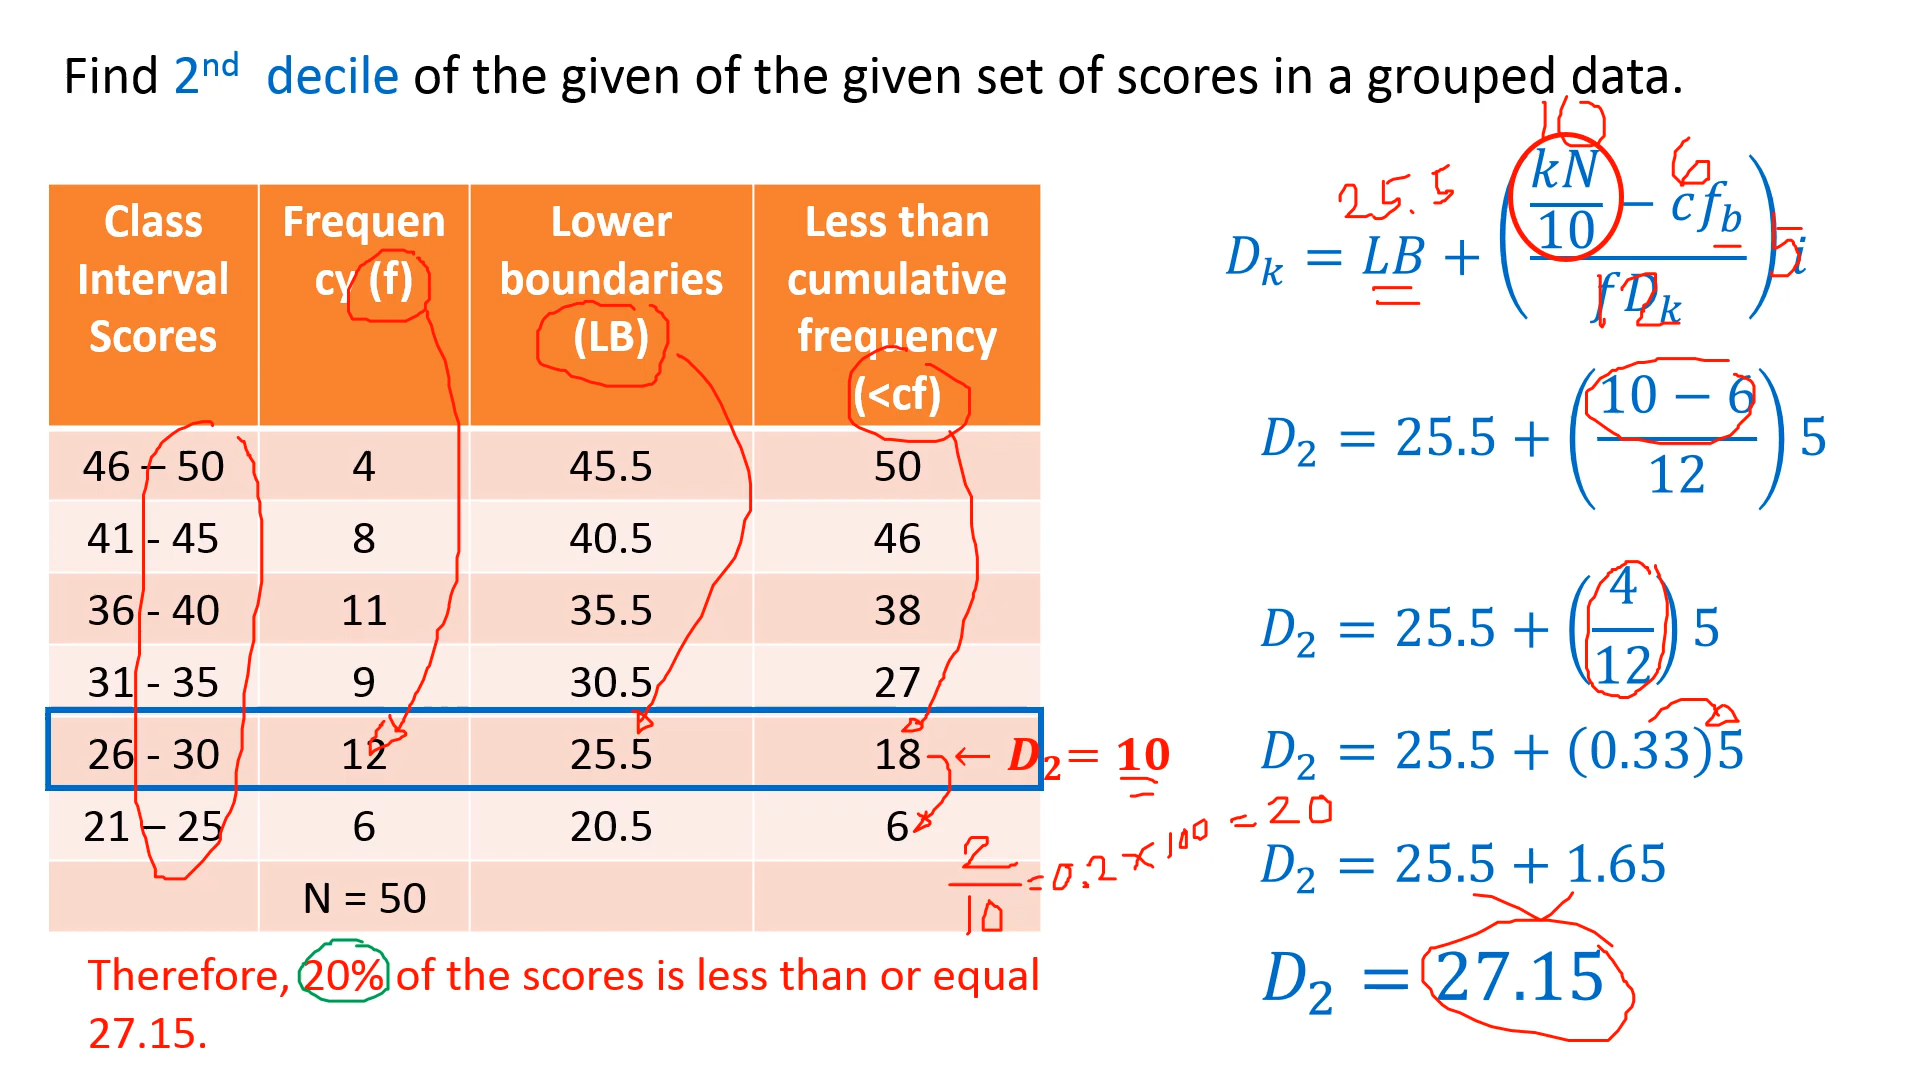 Find 2nd decile of the given of the given set of scores in a grouped data.
Class Interval Scores | Frequen cy (f) | Lower boundaries (LB) | Less than cumulative frequency (<cf)
46 – 50 | 4 | 45.5 | 50
41 - 45 | 8 | 40.5 | 46
36 - 40 | 11 | 35.5 | 38
31 - 35 | 9 | 30.5 | 27
26 - 30 | 12 | 25.5 | 18 ← D₂ = 10
21 – 25 | 6 | 20.5 | 6
N = 50
2/10 = 0.2 × 100 = 20
Therefore, 20% of the scores is less than or equal
27.15.
10
6
25.5
5
12
Dₖ = LB + ((kN/10 − cf_b)/fDₖ) i
D₂ = 25.5 + ((10 − 6)/12) 5
D₂ = 25.5 + (4/12) 5
D₂ = 25.5 + (0.33)5
D₂ = 25.5 + 1.65
D₂ = 27.15